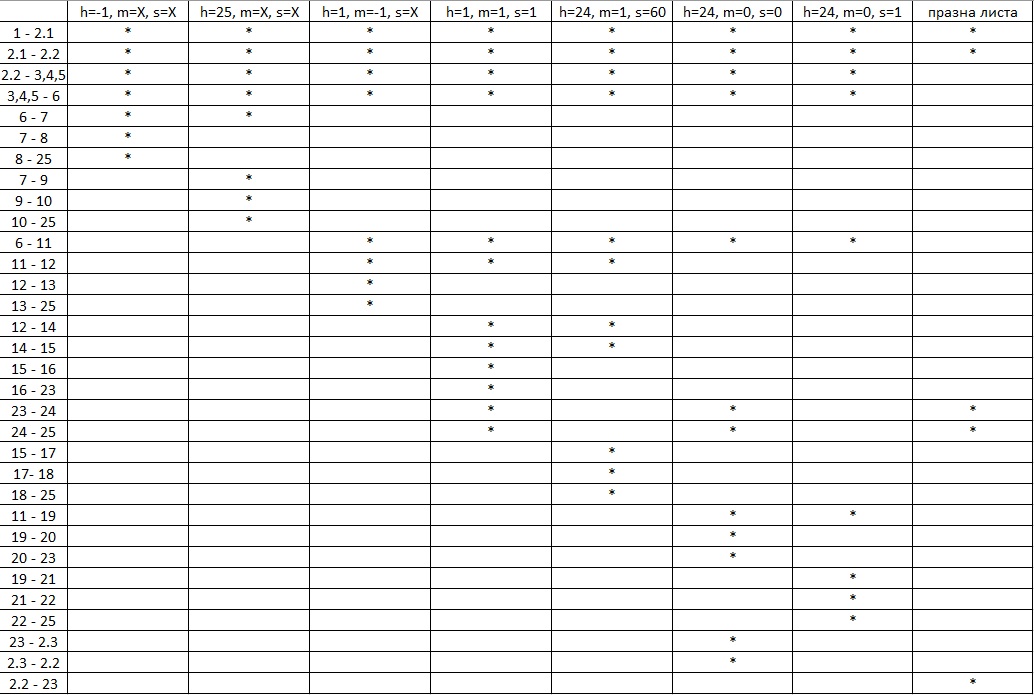 h=-1, m=X, s=X h=25, m=X, s=X h=1, m=-1, s=X h=1, m=1, s=1 h=24, m=1, s=60 h=24, m=0, s=0 h=24, m=0, s=1 празна листа
1 - 2.1 * * * * * * * *
2.1 - 2.2 * * * * * * * *
2.2 - 3,4,5 * * * * * * *
3,4,5 - 6 * * * * * * *
6 - 7 * *
7 - 8 *
8 - 25 *
7 - 9 *
9 - 10 *
10 - 25 *
6 - 11 * * * * *
11 - 12 * * *
12 - 13 *
13 - 25 *
12 - 14 * *
14 - 15 * *
15 - 16 *
16 - 23 *
23 - 24 * * *
24 - 25 * * *
15 - 17 *
17- 18 *
18 - 25 *
11 - 19 * *
19 - 20 *
20 - 23 *
19 - 21 *
21 - 22 *
22 - 25 *
23 - 2.3 *
2.3 - 2.2 *
2.2 - 23 *